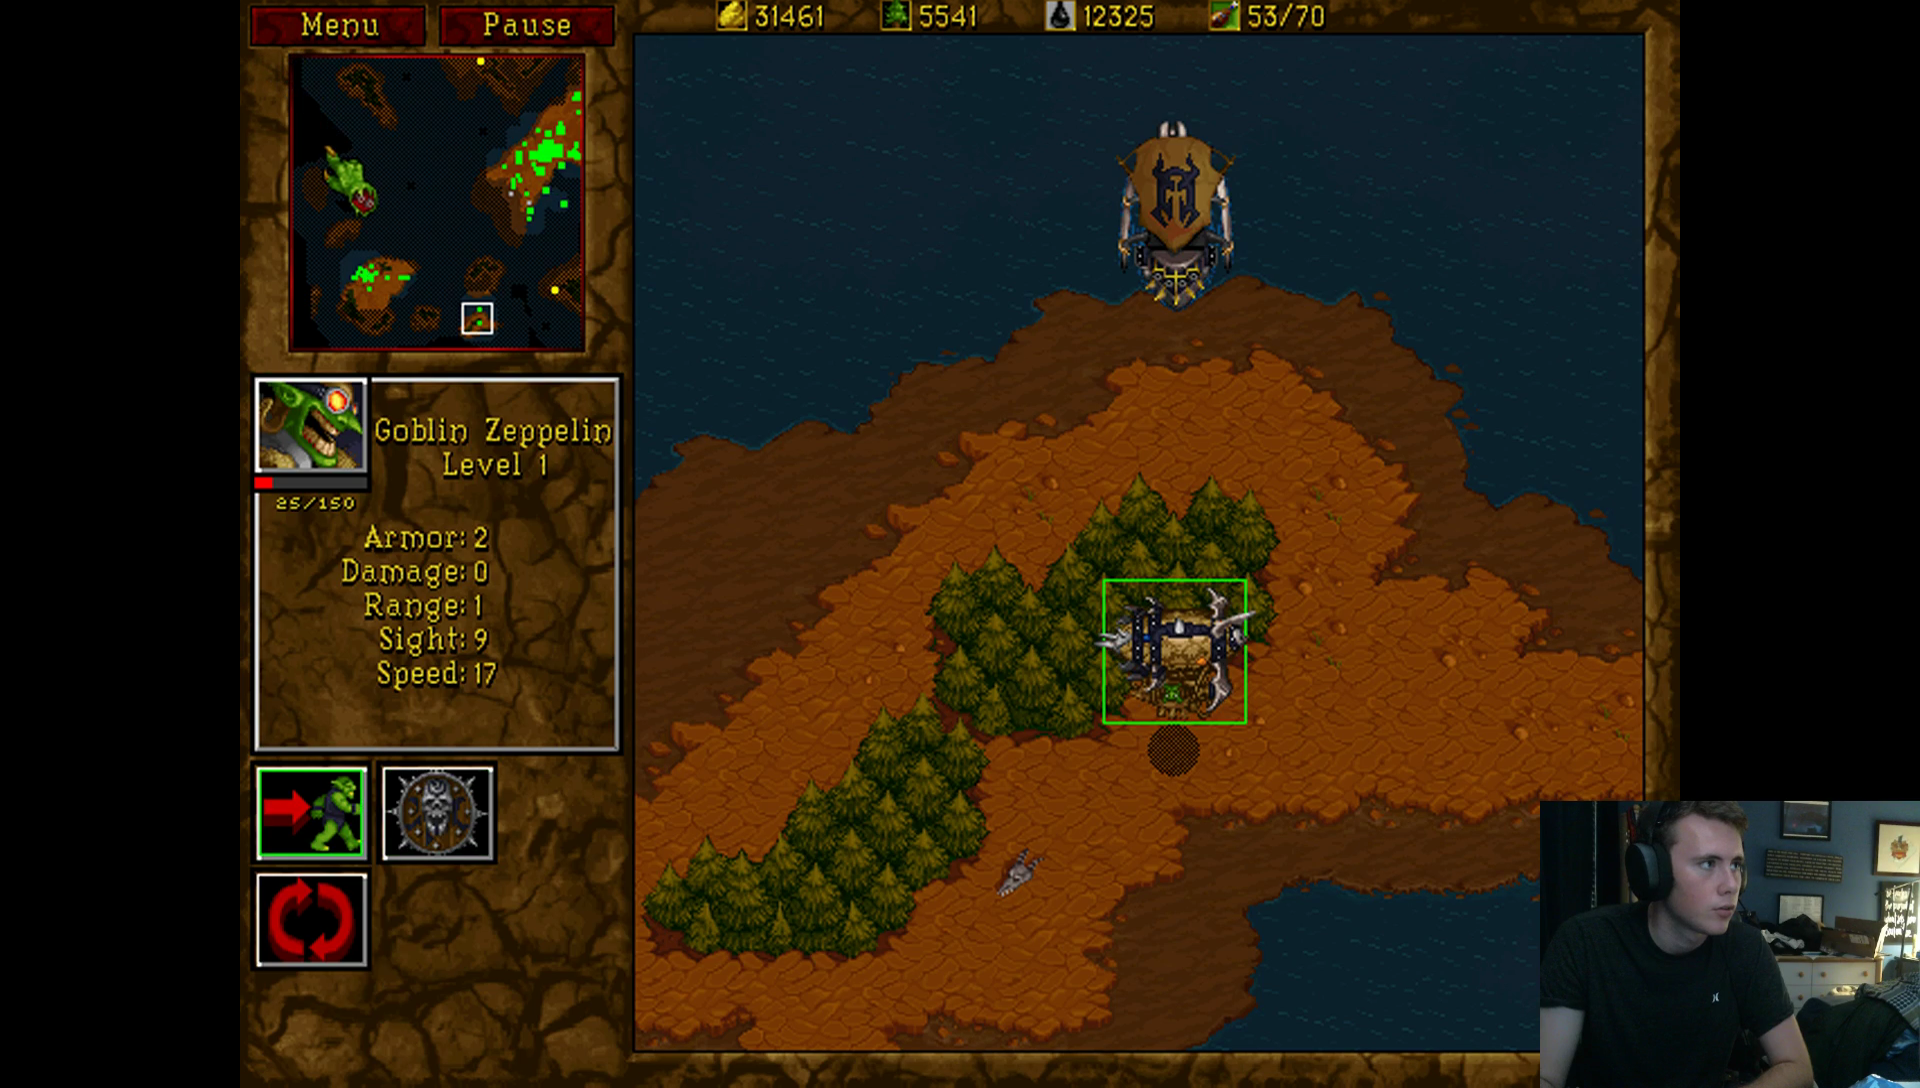 Menu
Pause
31461
5541
12325
53/70
Goblin Zeppelin
Level 1
25/150
Armor: 2
Damage: 0
Range: 1
Sight: 9
Speed: 17